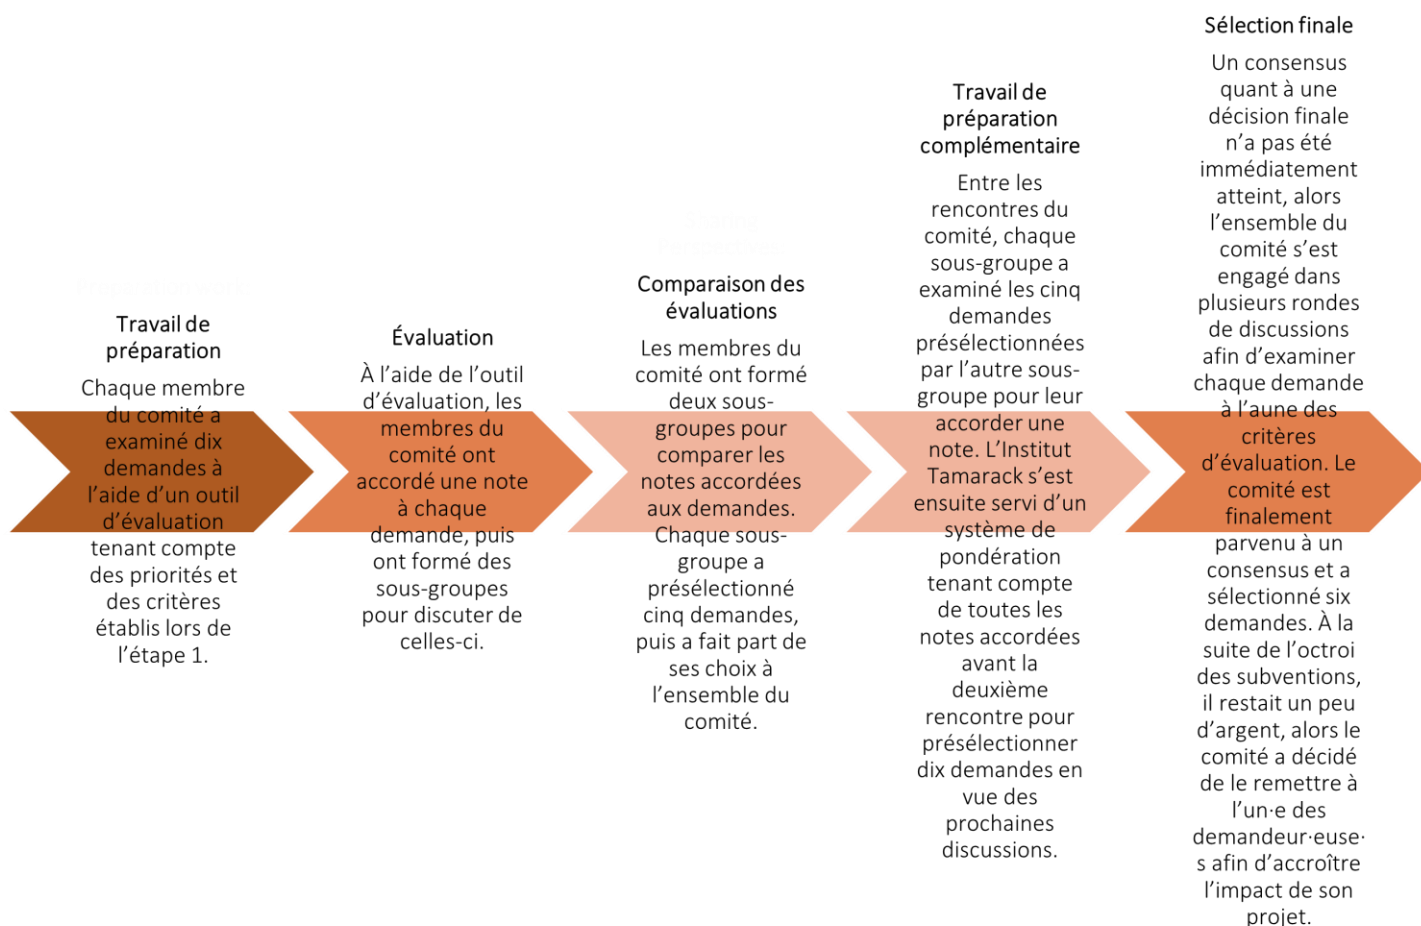 Travail de
préparation
Chaque membre
du comité a
examiné dix
demandes à
l’aide d’un outil
d’évaluation
tenant compte
des priorités et
des critères
établis lors de
l’étape 1.
Évaluation
À l’aide de l’outil
d’évaluation, les
membres du
comité ont
accordé une note
à chaque
demande, puis
ont formé des
sous-groupes
pour discuter de
celles-ci.
Comparaison des
évaluations
Les membres du
comité ont formé
deux sous-
groupes pour
comparer les
notes accordées
aux demandes.
Chaque sous-
groupe a
présélectionné
cinq demandes,
puis a fait part de
ses choix à
l’ensemble du
comité.
Travail de
préparation
complémentaire
Entre les
rencontres du
comité, chaque
sous-groupe a
examiné les cinq
demandes
présélectionnées
par l’autre sous-
groupe pour leur
accorder une
note. L’Institut
Tamarack s’est
ensuite servi d’un
système de
pondération
tenant compte
de toutes les
notes accordées
avant la
deuxième
rencontre pour
présélectionner
dix demandes en
vue des
prochaines
discussions.
Sélection finale
Un consensus
quant à une
décision finale
n’a pas été
immédiatement
atteint, alors
l’ensemble du
comité s’est
engagé dans
plusieurs rondes
de discussions
afin d’examiner
chaque demande
à l’aune des
critères
d’évaluation. Le
comité est
finalement
parvenu à un
consensus et a
sélectionné six
demandes. À la
suite de l’octroi
des subventions,
il restait un peu
d’argent, alors le
comité a décidé
de le remettre à
l’un·e des
demandeur·euse·
s afin d’accroître
l’impact de son
projet.